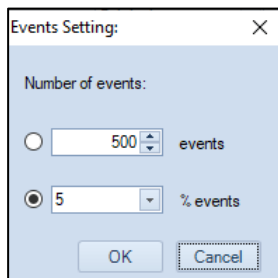 Events Setting:
Number of events:
500 events
5 % events
OK Cancel